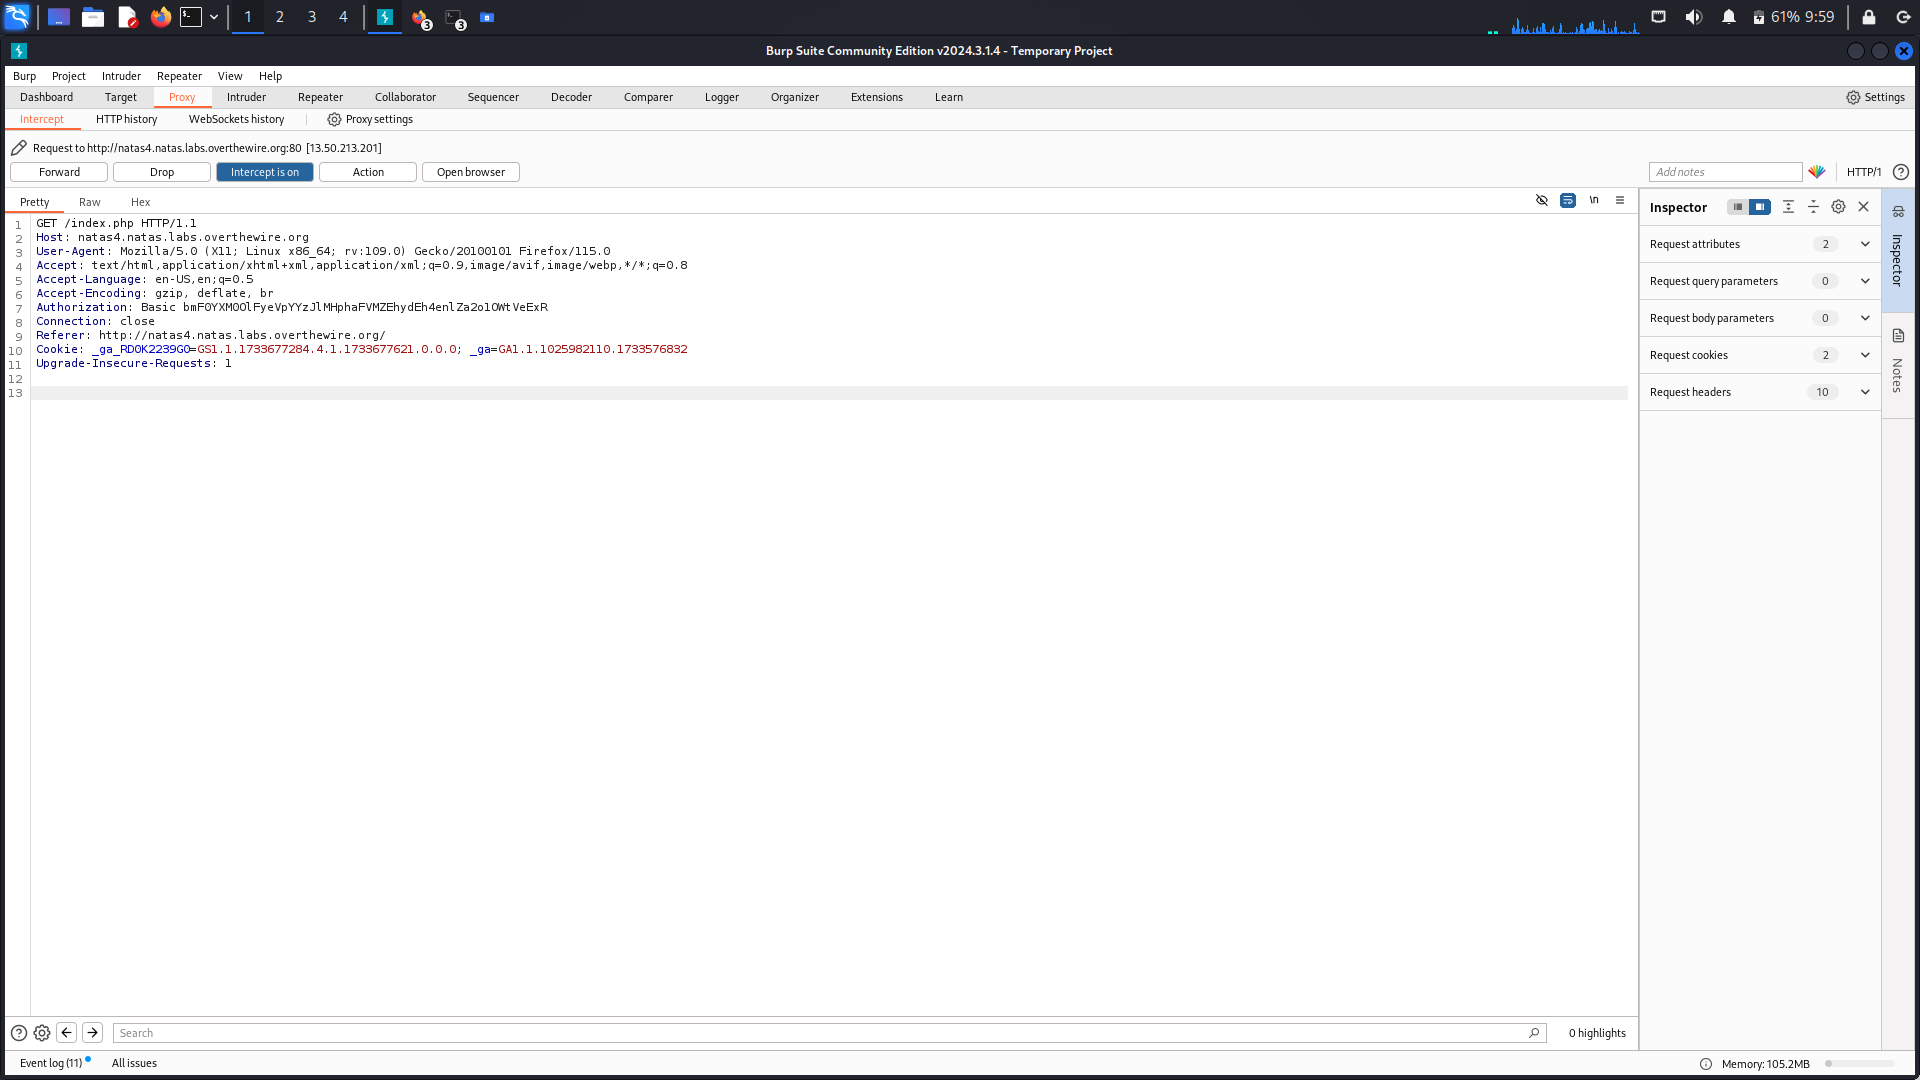 1 2 3 4 3 3 61% 9:59
Burp Suite Community Edition v2024.3.1.4 - Temporary Project
Burp Project Intruder Repeater View Help
Dashboard Target Proxy Intruder Repeater Collaborator Sequencer Decoder Comparer Logger Organizer Extensions Learn Settings
Intercept HTTP history WebSockets history Proxy settings
Request to http://natas4.natas.labs.overthewire.org:80 [13.50.213.201]
Forward Drop Intercept is on Action Open browser Add notes HTTP/1
Pretty Raw Hex \n
Inspector
1 GET /index.php HTTP/1.1
2 Host: natas4.natas.labs.overthewire.org
3 User-Agent: Mozilla/5.0 (X11; Linux x86_64; rv:109.0) Gecko/20100101 Firefox/115.0
4 Accept: text/html,application/xhtml+xml,application/xml;q=0.9,image/avif,image/webp,*/*;q=0.8
5 Accept-Language: en-US,en;q=0.5
6 Accept-Encoding: gzip, deflate, br
7 Authorization: Basic bmF0YXM0OlFyeVpYYzJlMHphaFVMZEhydEh4enlZa2o1OWtVeExR
8 Connection: close
9 Referer: http://natas4.natas.labs.overthewire.org/
10 Cookie: _ga_RD0K2239G0=GS1.1.1733677284.4.1.1733677621.0.0.0; _ga=GA1.1.1025982110.1733576832
11 Upgrade-Insecure-Requests: 1
12
13
Request attributes 2
Request query parameters 0
Request body parameters 0
Request cookies 2
Request headers 10
Inspector
Notes
Search 0 highlights
Event log (11) All issues Memory: 105.2MB